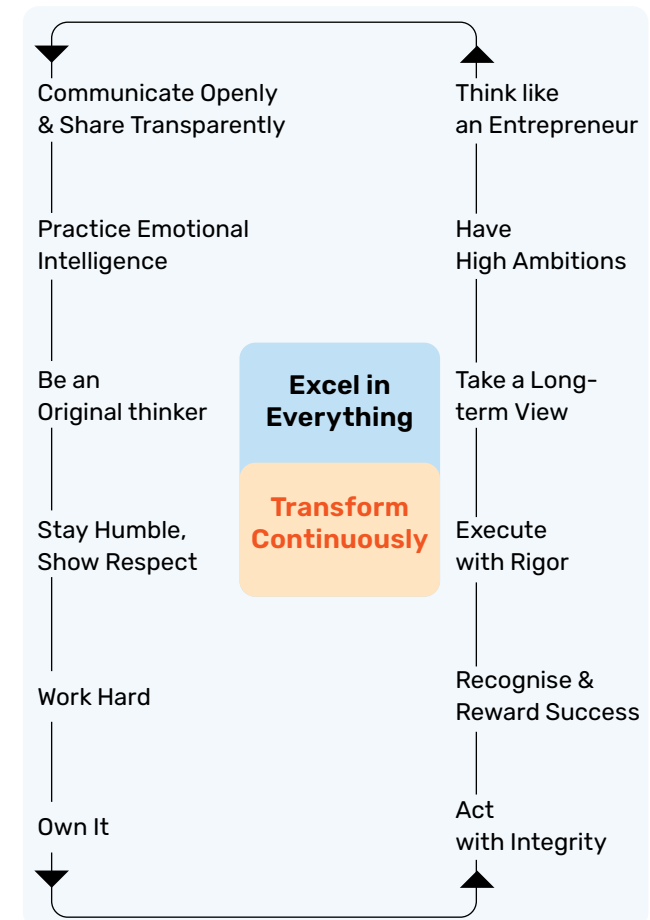 Communicate Openly
& Share Transparently
Practice Emotional
Intelligence
Be an
Original thinker
Stay Humble,
Show Respect
Work Hard
Own It
Excel in
Everything
Transform
Continuously
Think like
an Entrepreneur
Have
High Ambitions
Take a Long-
term View
Execute
with Rigor
Recognise &
Reward Success
Act
with Integrity